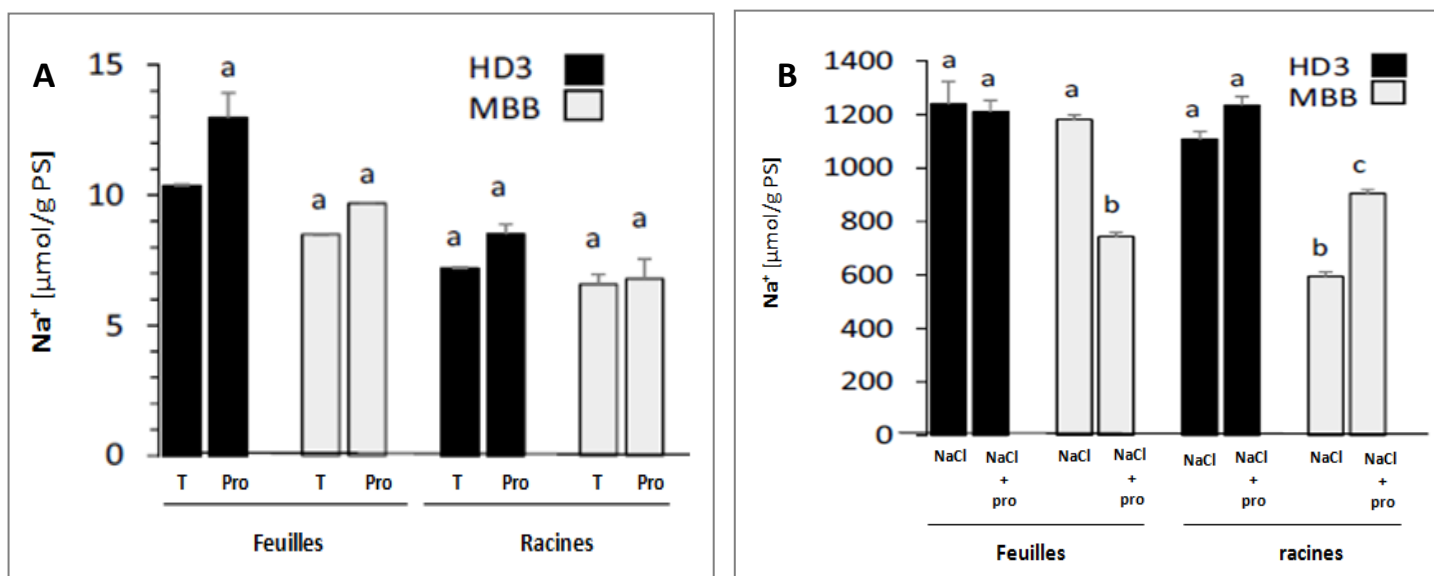 A
HD3
MBB
Na⁺ [µmol/g PS]
15
10
5
0
a
a a
a a
a a
T Pro T Pro T Pro T Pro
Feuilles Racines
B
HD3
MBB
Na⁺ [µmol/g PS]
1400
1200
1000
800
600
400
200
0
a a a b a a b c
NaCl NaCl NaCl NaCl NaCl NaCl NaCl NaCl
+ + + +
pro pro pro pro
Feuilles racines